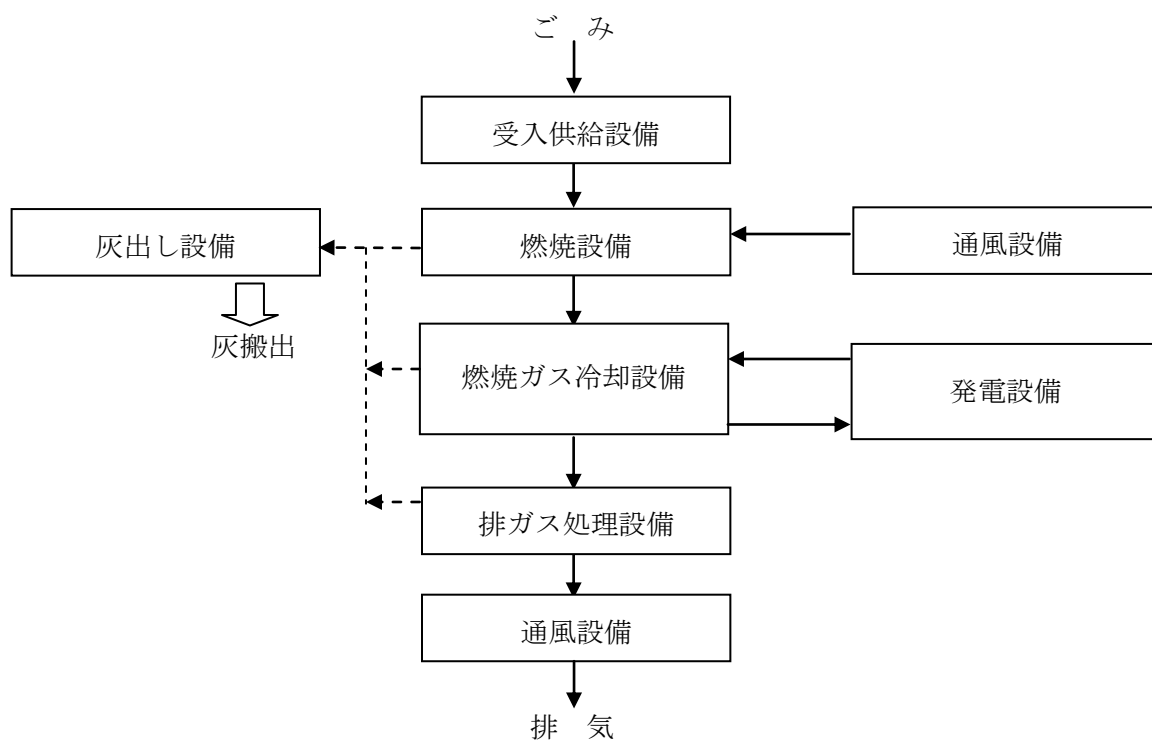 ご み
受入供給設備
灰出し設備
燃焼設備
通風設備
灰搬出
燃焼ガス冷却設備
発電設備
排ガス処理設備
通風設備
排 気